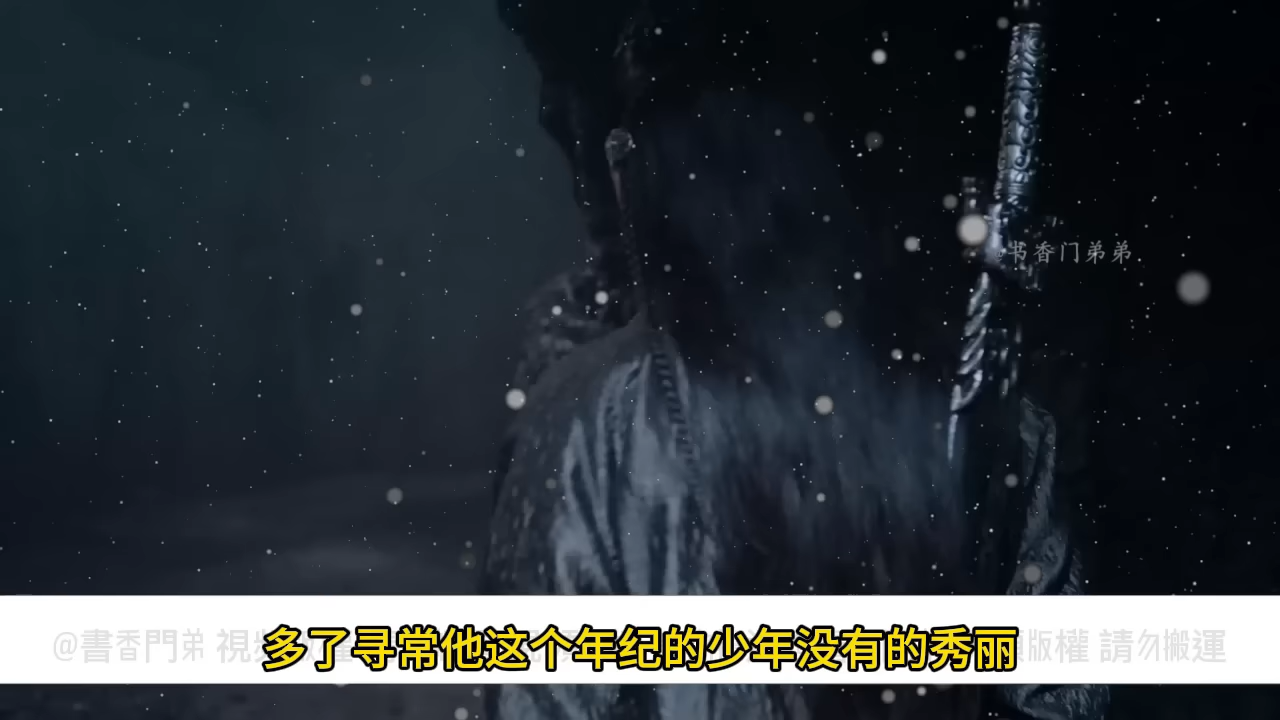 书香门弟弟
@書香門弟 視频
版權 請勿搬運
多了寻常他这个年纪的少年没有的秀丽